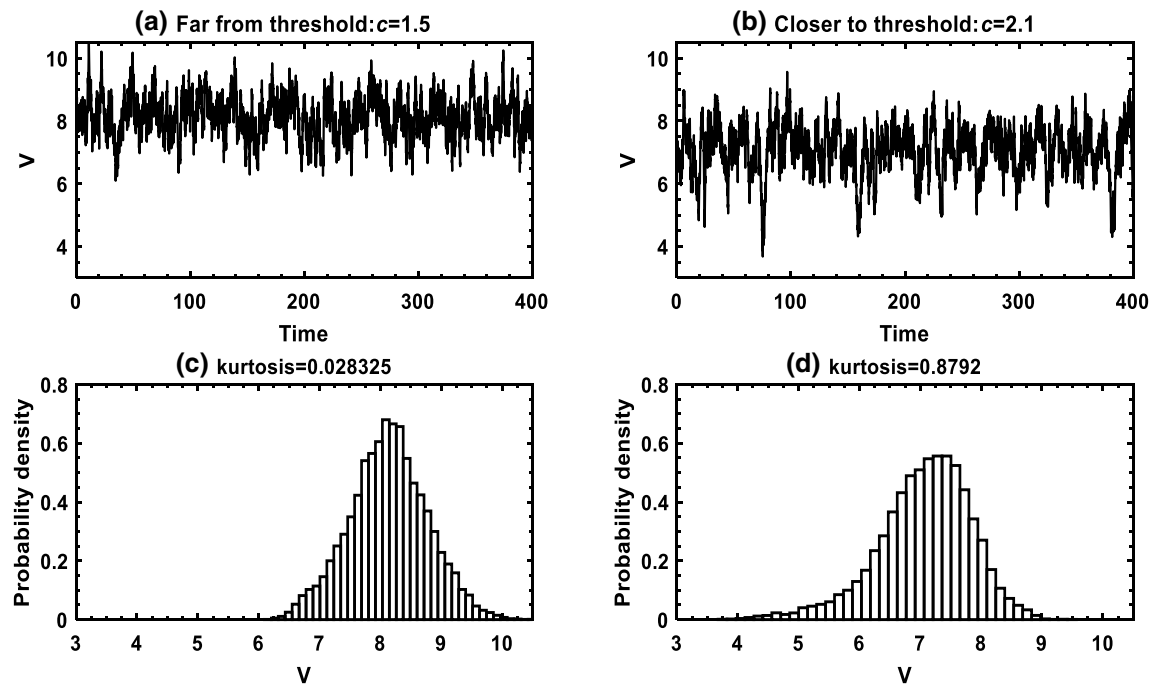 (a) Far from threshold:c=1.5
10
8
6
4
V
0 100 200 300 400
Time
(b) Closer to threshold:c=2.1
10
8
6
4
V
0 100 200 300 400
Time
(c) kurtosis=0.028325
0.8
0.6
0.4
0.2
0
Probability density
3 4 5 6 7 8 9 10
V
(d) kurtosis=0.8792
0.8
0.6
0.4
0.2
0
Probability density
3 4 5 6 7 8 9 10
V